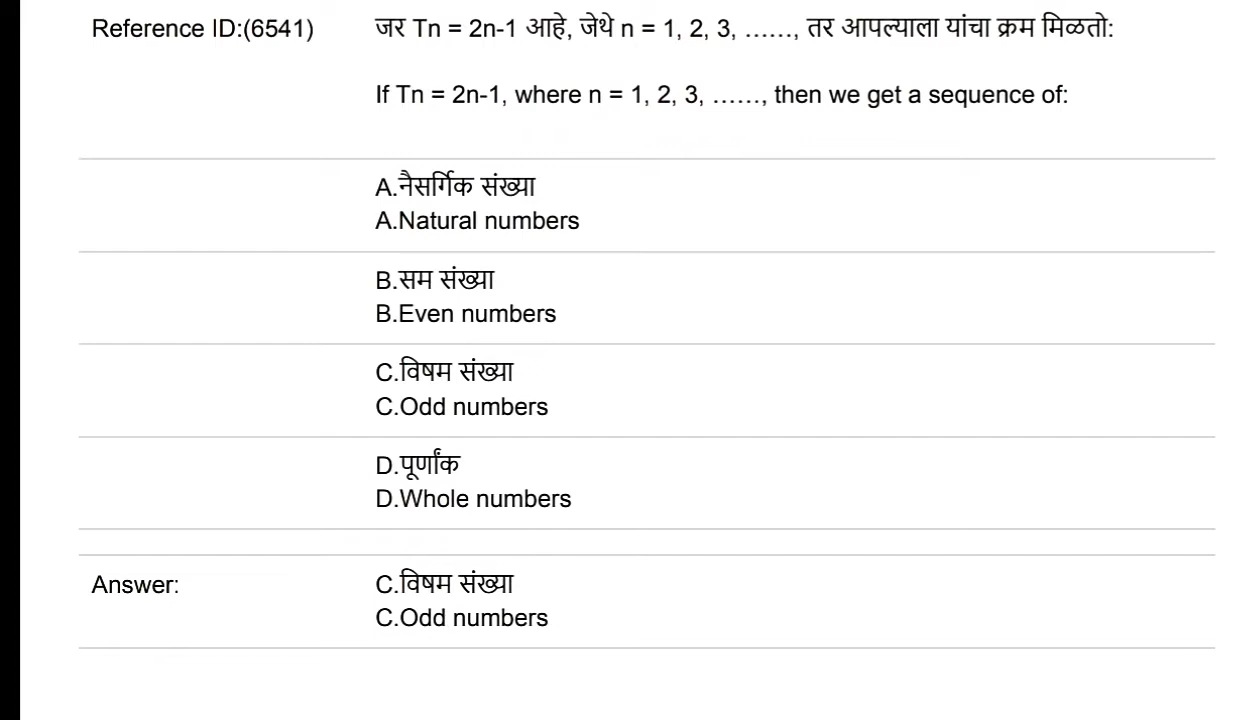 Reference ID:(6541) जर Tn = 2n-1 आहे, जेथे n = 1, 2, 3, ……, तर आपल्याला यांचा क्रम मिळतो:
If Tn = 2n-1, where n = 1, 2, 3, ……, then we get a sequence of:
A.नैसर्गिक संख्या
A.Natural numbers
B.सम संख्या
B.Even numbers
C.विषम संख्या
C.Odd numbers
D.पूर्णांक
D.Whole numbers
Answer: C.विषम संख्या
C.Odd numbers